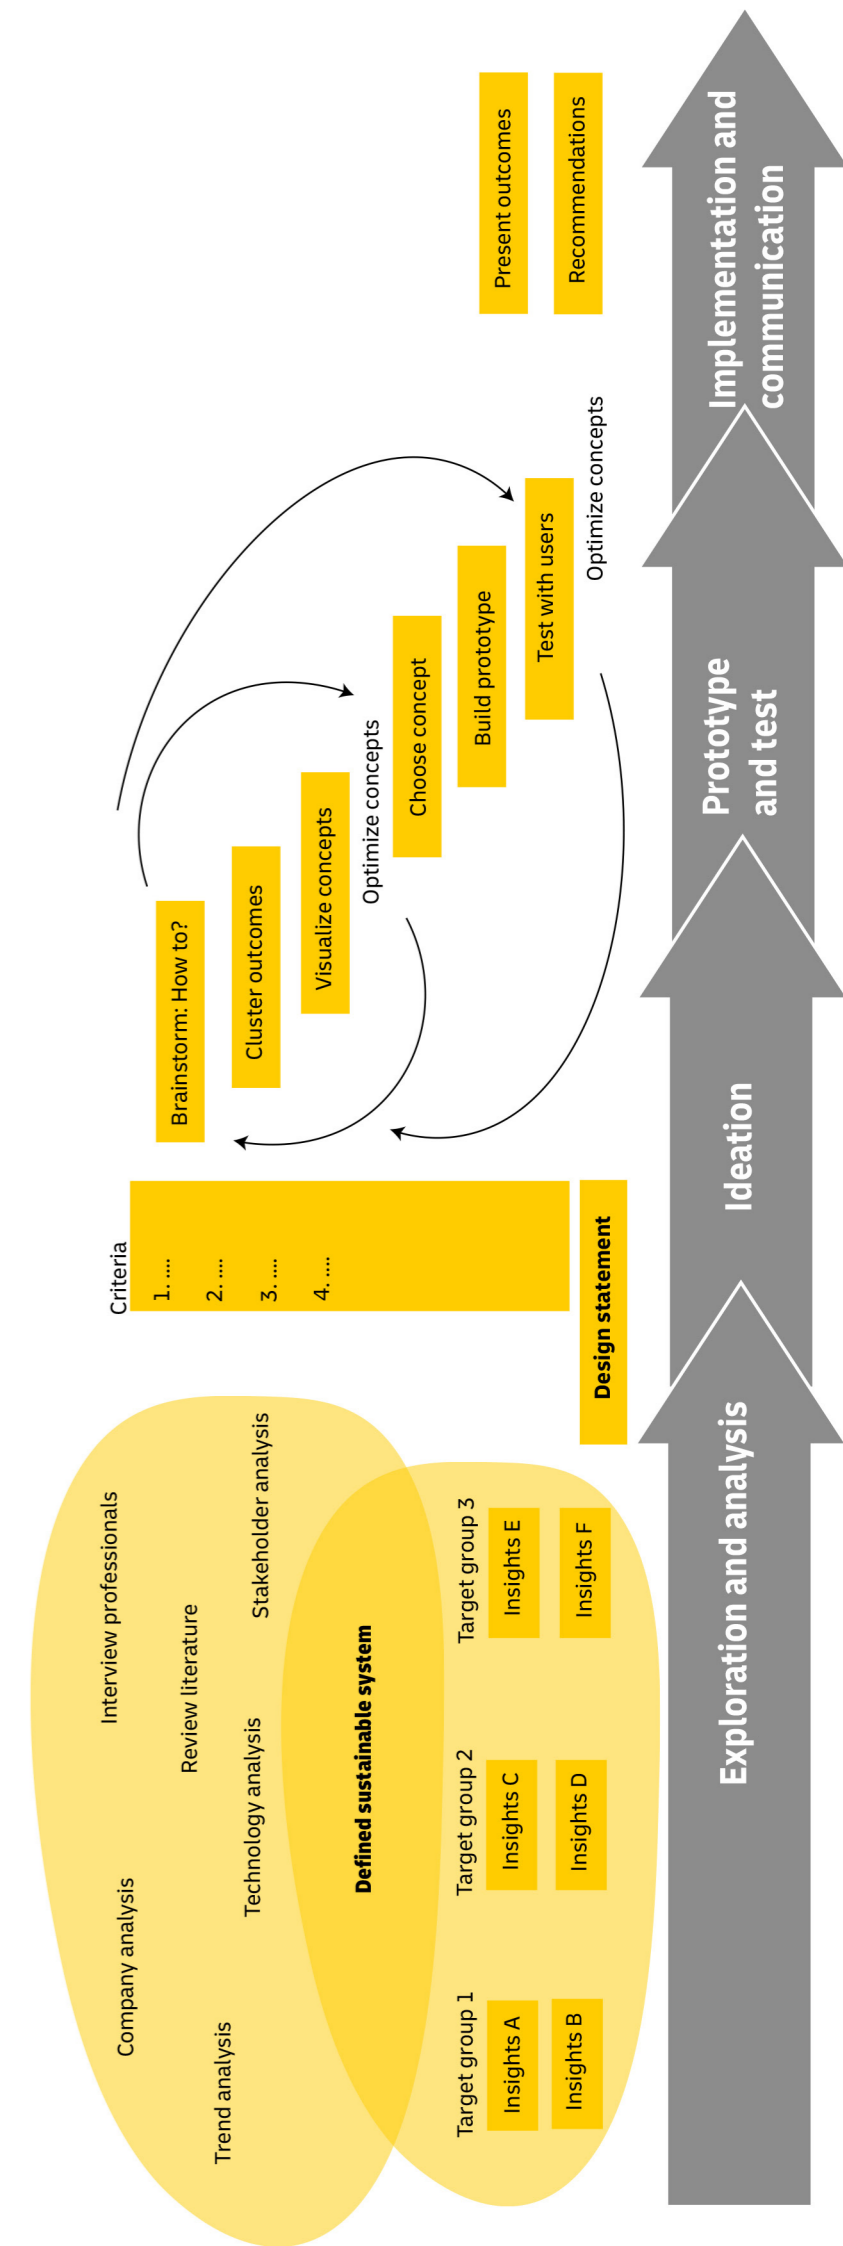 Company analysis
Interview professionals
Trend analysis
Review literature
Technology analysis
Stakeholder analysis
Defined sustainable system
Target group 1
Insights A
Insights B
Target group 2
Insights C
Insights D
Target group 3
Insights E
Insights F
Criteria
1. ....
2. ....
3. ....
4. ....
Design statement
Brainstorm: How to?
Cluster outcomes
Visualize concepts
Optimize concepts
Choose concept
Build prototype
Test with users
Optimize concepts
Present outcomes
Recommendations
Exploration and analysis
Ideation
Prototype
and test
Implementation and
communication